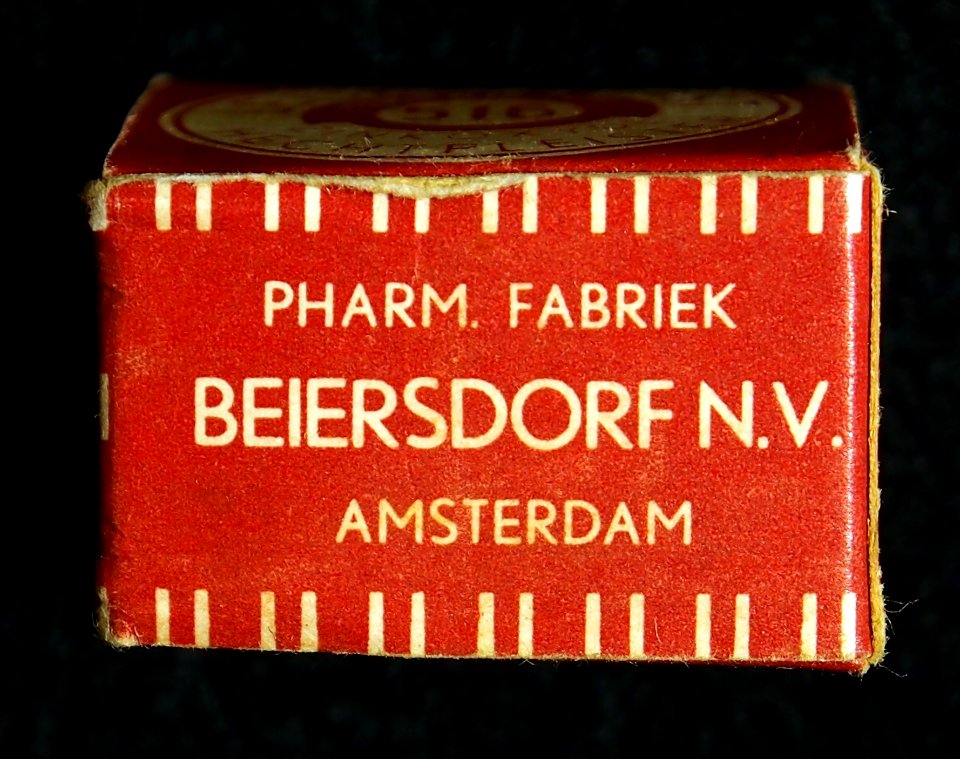 PHARM. FABRIEK
BEIERSDORF N.V.
AMSTERDAM